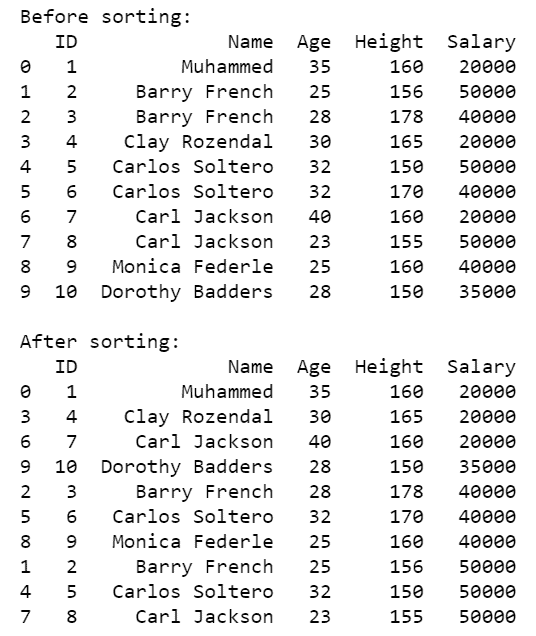 Before sorting:
   ID             Name  Age  Height  Salary
0   1         Muhammed   35     160   20000
1   2     Barry French   25     156   50000
2   3     Barry French   28     178   40000
3   4    Clay Rozendal   30     165   20000
4   5   Carlos Soltero   32     150   50000
5   6   Carlos Soltero   32     170   40000
6   7     Carl Jackson   40     160   20000
7   8     Carl Jackson   23     155   50000
8   9   Monica Federle   25     160   40000
9  10  Dorothy Badders   28     150   35000

After sorting:
   ID             Name  Age  Height  Salary
0   1         Muhammed   35     160   20000
3   4    Clay Rozendal   30     165   20000
6   7     Carl Jackson   40     160   20000
9  10  Dorothy Badders   28     150   35000
2   3     Barry French   28     178   40000
5   6   Carlos Soltero   32     170   40000
8   9   Monica Federle   25     160   40000
1   2     Barry French   25     156   50000
4   5   Carlos Soltero   32     150   50000
7   8     Carl Jackson   23     155   50000